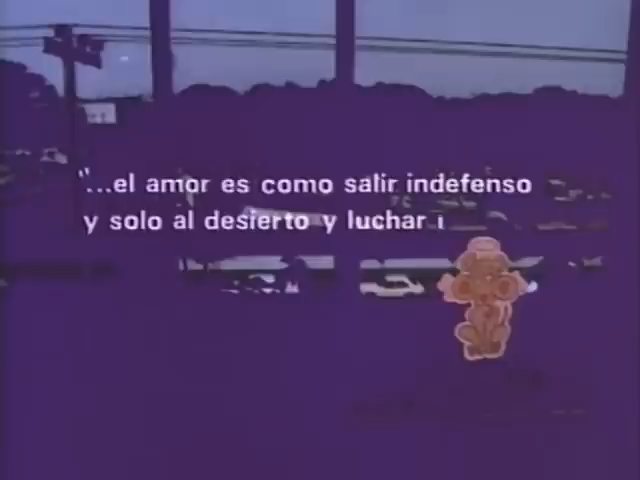 "...el amor es como salir indefenso
y solo al desierto y luchar